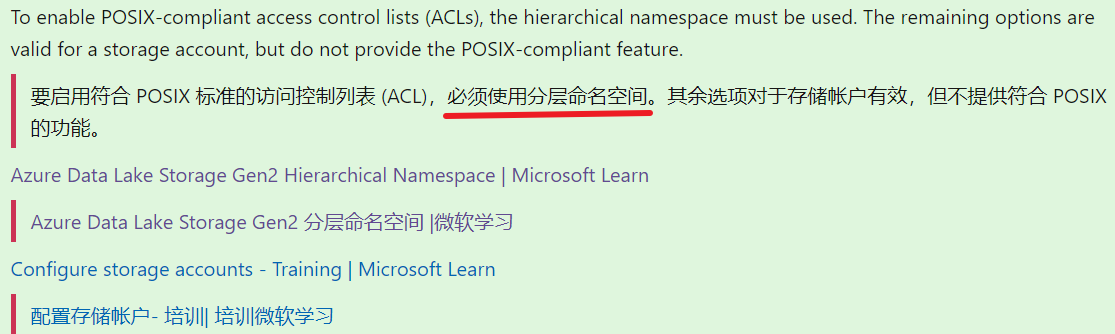 To enable POSIX-compliant access control lists (ACLs), the hierarchical namespace must be used. The remaining options are
valid for a storage account, but do not provide the POSIX-compliant feature.
要启用符合 POSIX 标准的访问控制列表 (ACL)，必须使用分层命名空间。其余选项对于存储帐户有效，但不提供符合 POSIX
的功能。
Azure Data Lake Storage Gen2 Hierarchical Namespace | Microsoft Learn
Azure Data Lake Storage Gen2 分层命名空间 |微软学习
Configure storage accounts - Training | Microsoft Learn
配置存储帐户- 培训| 培训微软学习